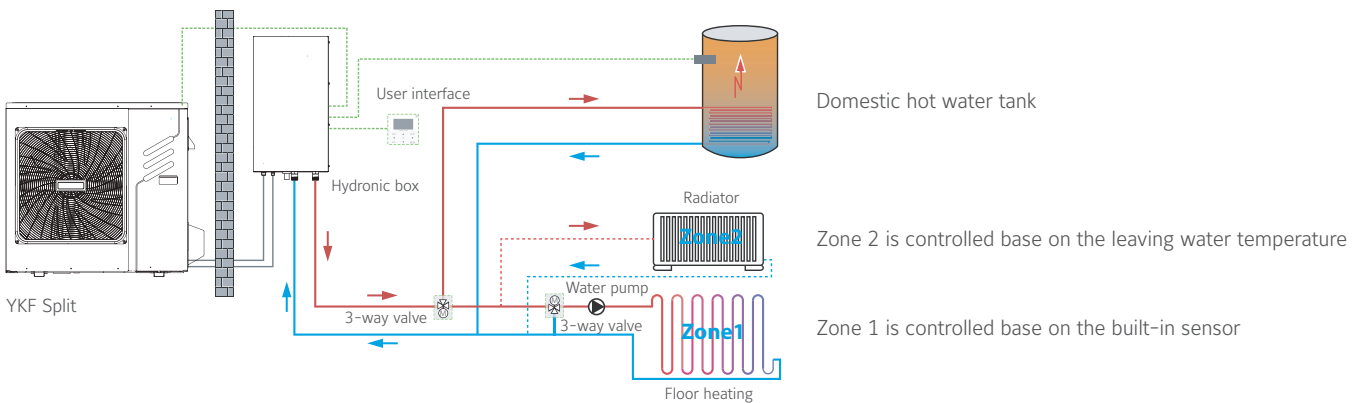 User interface
Domestic hot water tank
Hydronic box
Radiator
Zone2
Zone 2 is controlled base on the leaving water temperature
YKF Split
Water pump
3-way valve
3-way valve
Zone1
Zone 1 is controlled base on the built-in sensor
Floor heating